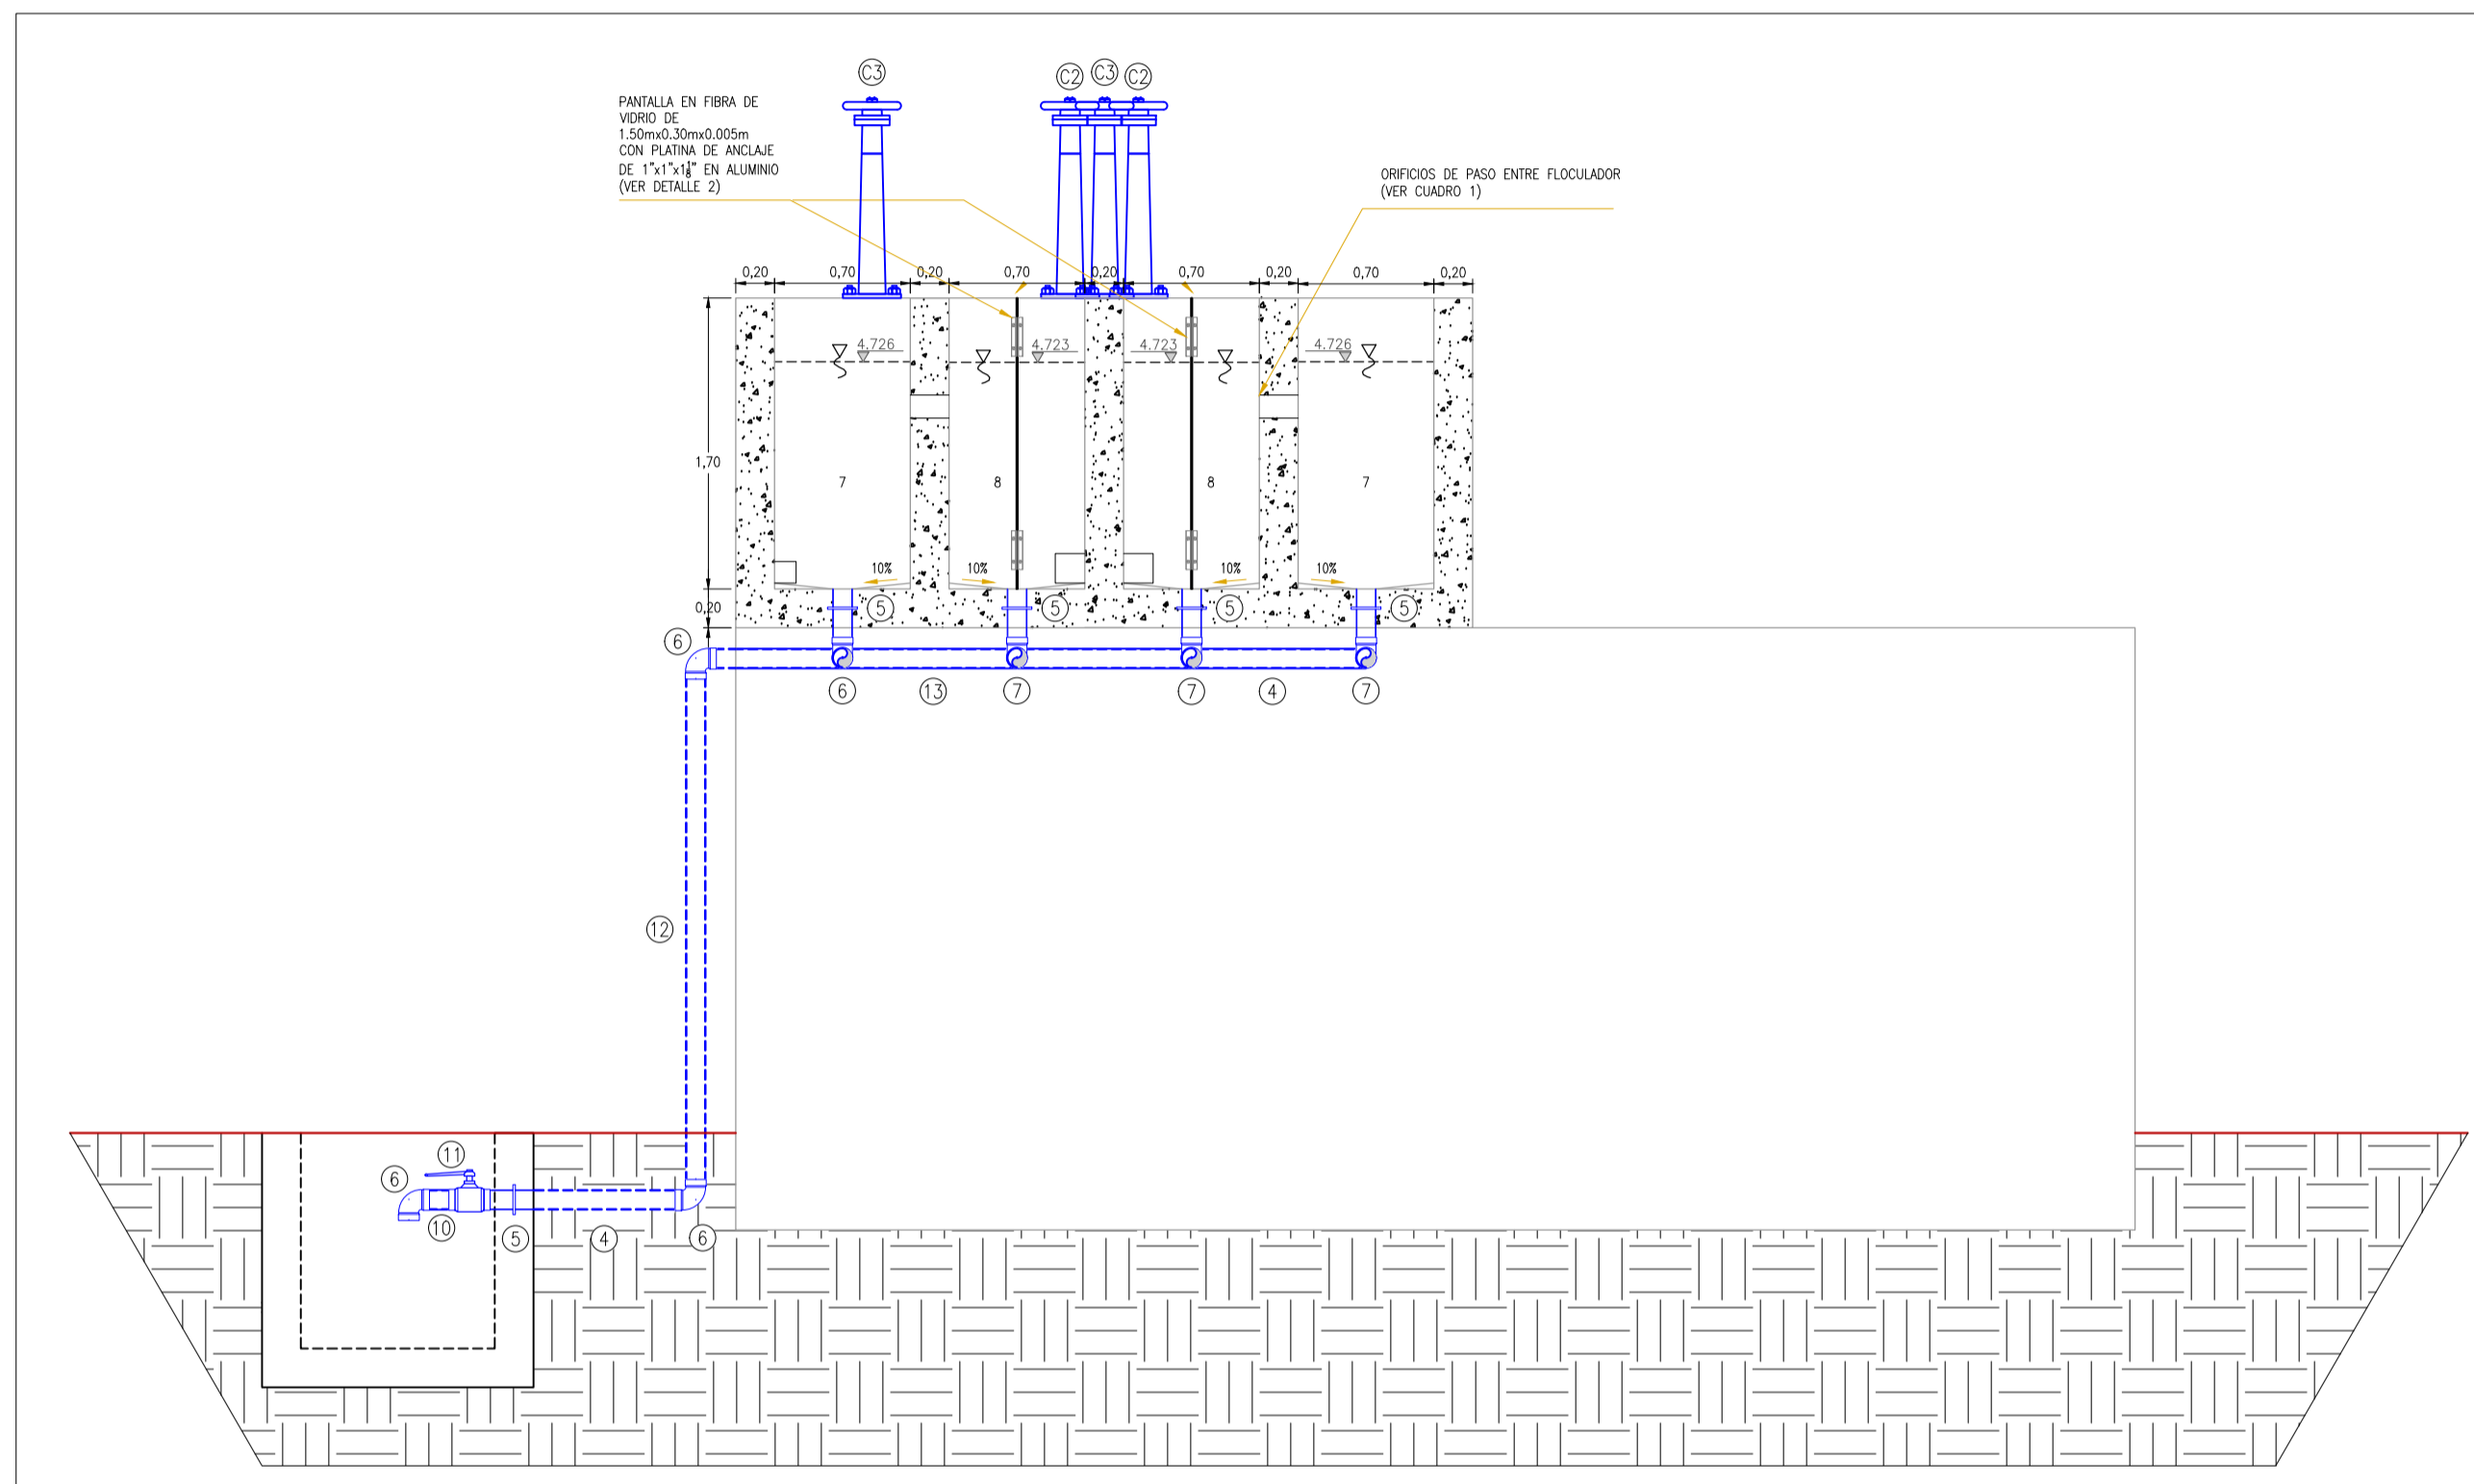 C3
C2
C3
C2
PANTALLA EN FIBRA DE
VIDRIO DE
1.50mx0.30mx0.005m
CON PLATINA DE ANCLAJE
DE 1"x1"x1⅛" EN ALUMINIO
(VER DETALLE 2)
ORIFICIOS DE PASO ENTRE FLOCULADOR
(VER CUADRO 1)
0,20 0,70 0,20 0,70 0,20 0,70 0,20 0,70 0,20
4.726 4.723 4.723 4.726
1,70
7 8 8 7
10% 10% 10% 10%
0,20
5 5 5 5
6
6 13 7 7 4 7
12
11
6
10 5 4 6